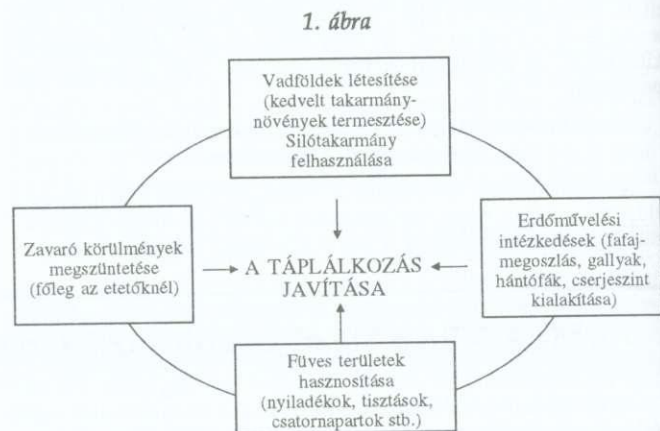 1. ábra
Vadföldek létesítése
(kedvelt takarmány-
növények termesztése)
Silótakarmány
felhasználása
Zavaró körülmények
megszüntetése
(főleg az etetőknél)
A TÁPLÁLKOZÁS
JAVÍTÁSA
Erdőművelési
intézkedések (fafaj-
megoszlás, gallyak,
hántófák, cserjeszint
kialakítása)
Füves területek
hasznosítása
(nyiladékok, tisztások,
csatornapartok stb.)